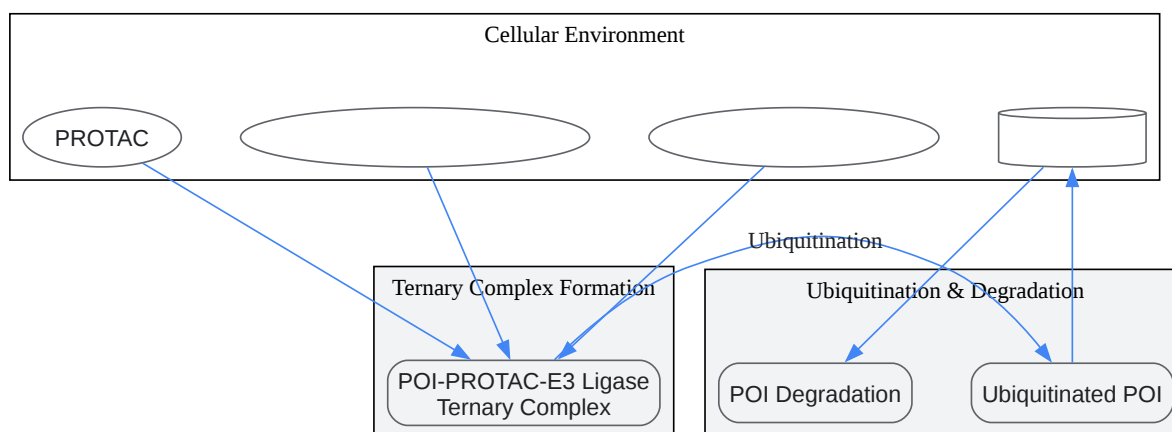 Cellular Environment
PROTAC
Ubiquitination
Ternary Complex Formation
Ubiquitination & Degradation
POI-PROTAC-E3 Ligase
Ternary Complex
POI Degradation
Ubiquitinated POI